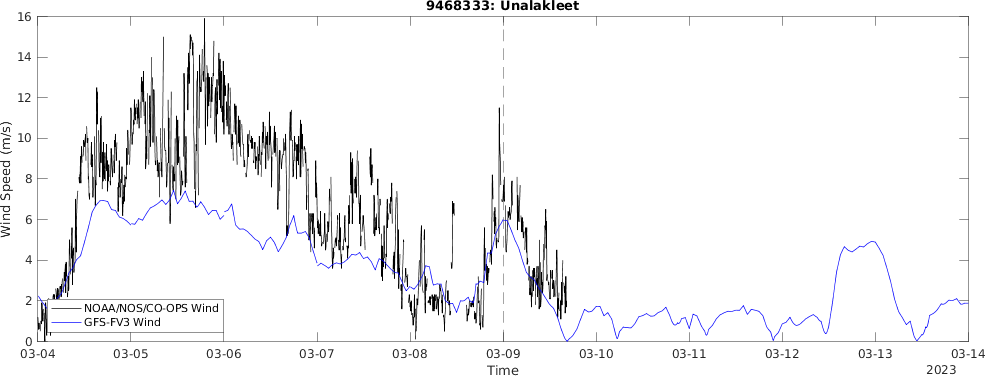 9468333: Unalakleet
Wind Speed (m/s)
16
14
12
10
8
6
4
2
0
NOAA/NOS/CO-OPS Wind
GFS-FV3 Wind
03-04 03-05 03-06 03-07 03-08 03-09 03-10 03-11 03-12 03-13 03-14
Time
2023